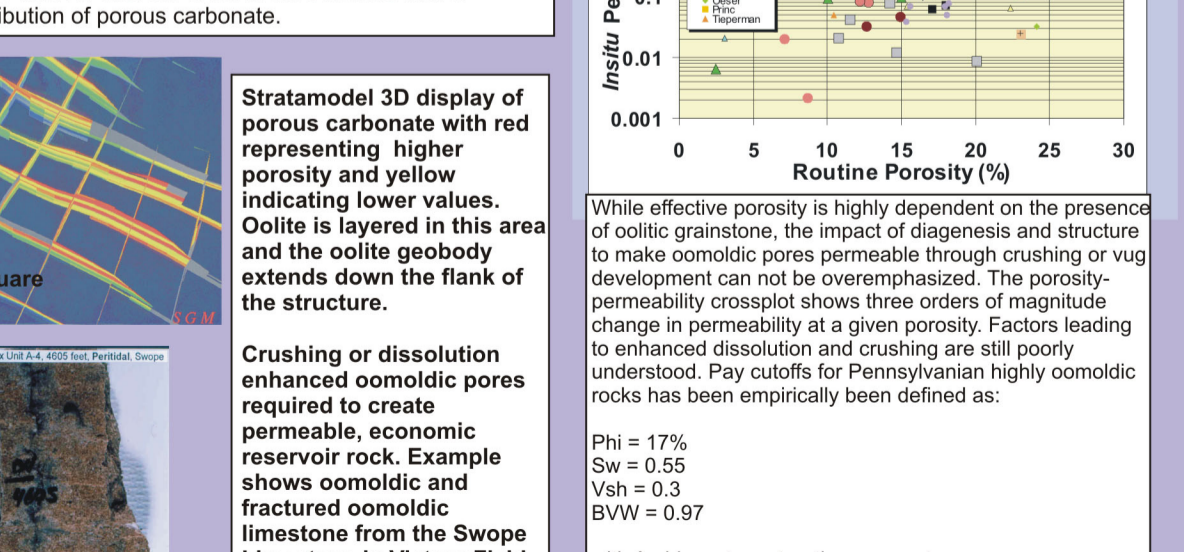 ibution of porous carbonate.
uare
SGM
x Unit A-4, 4605 feet, Peritidal, Swope
4605
Stratamodel 3D display of
porous carbonate with red
representing higher
porosity and yellow
indicating lower values.
Oolite is layered in this area
and the oolite geobody
extends down the flank of
the structure.
Crushing or dissolution
enhanced oomoldic pores
required to create
permeable, economic
reservoir rock. Example
shows oomoldic and
fractured oomoldic
limestone from the Swope
Insitu Pe
0.1
0.01
0.001
Oeser
Princ
Tieperman
0 5 10 15 20 25 30
Routine Porosity (%)
While effective porosity is highly dependent on the presence
of oolitic grainstone, the impact of diagenesis and structure
to make oomoldic pores permeable through crushing or vug
development can not be overemphasized. The porosity-
permeability crossplot shows three orders of magnitude
change in permeability at a given porosity. Factors leading
to enhanced dissolution and crushing are still poorly
understood. Pay cutoffs for Pennsylvanian highly oomoldic
rocks has been empirically been defined as:
Phi = 17%
Sw = 0.55
Vsh = 0.3
BVW = 0.97